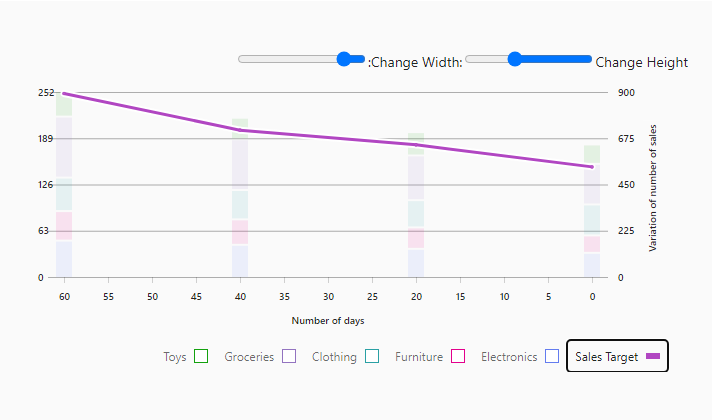 :Change Width: Change Height
252 900
189 675
126 450
63 225
0 0
Variation of number of sales
60 55 50 45 40 35 30 25 20 15 10 5 0
Number of days
Toys Groceries Clothing Furniture Electronics Sales Target